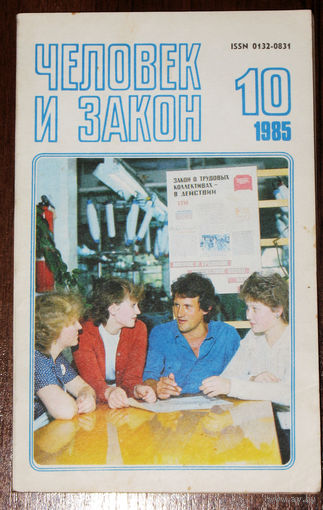 ISSN 0132-0831
ЧЕЛОВЕК
И ЗАКОН
10
1985
ЗАКОН О ТРУДОВЫХ
КОЛЛЕКТИВАХ –
В ДЕЙСТВИИ